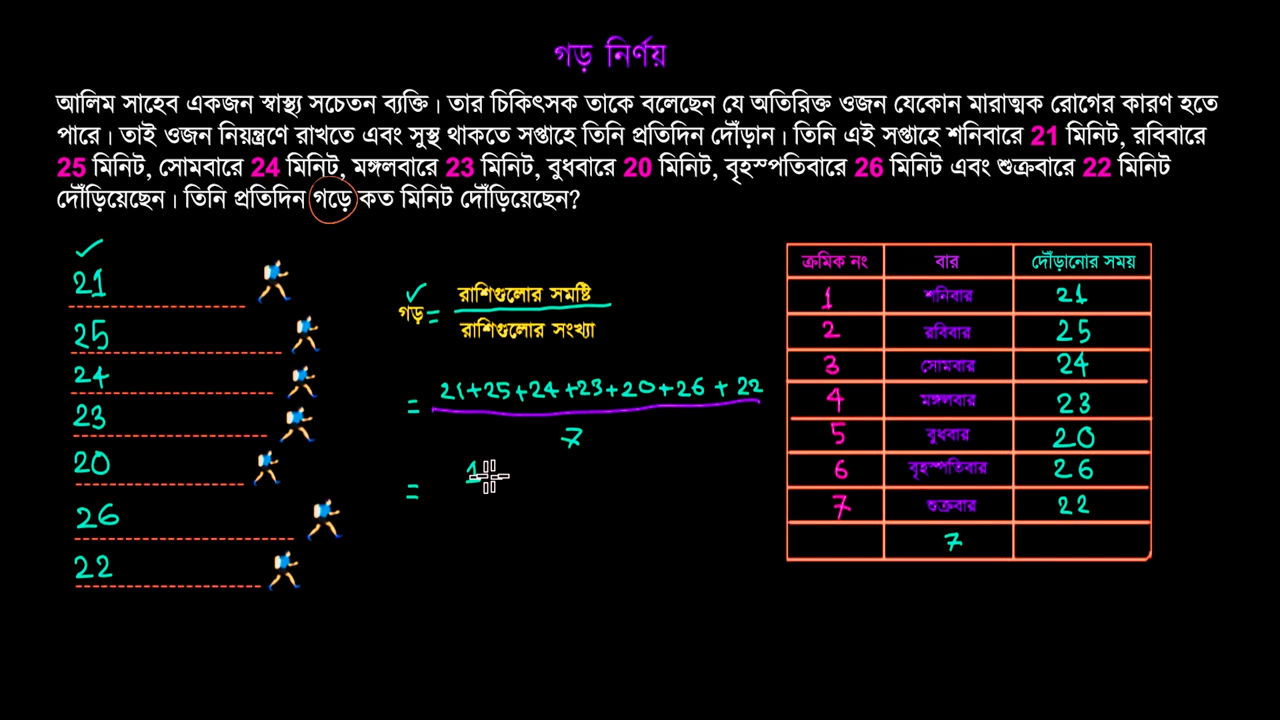 গড় নির্ণয়
আলিম সাহেব একজন স্বাস্থ্য সচেতন ব্যক্তি। তার চিকিৎসক তাকে বলেছেন যে অতিরিক্ত ওজন যেকোন মারাত্মক রোগের কারণ হতে
পারে। তাই ওজন নিয়ন্ত্রণে রাখতে এবং সুস্থ থাকতে সপ্তাহে তিনি প্রতিদিন দৌঁড়ান। তিনি এই সপ্তাহে শনিবারে 21 মিনিট, রবিবারে
25 মিনিট, সোমবারে 24 মিনিট, মঙ্গলবারে 23 মিনিট, বুধবারে 20 মিনিট, বৃহস্পতিবারে 26 মিনিট এবং শুক্রবারে 22 মিনিট
দৌঁড়িয়েছেন। তিনি প্রতিদিন গড়ে কত মিনিট দৌঁড়িয়েছেন?
21
25
24
23
20
26
22
গড় = রাশিগুলোর সমষ্টি
রাশিগুলোর সংখ্যা
= 21+25+24+23+20+26+22
7
= 1
ক্রমিক নং বার দৌঁড়ানোর সময়
1 শনিবার 21
2 রবিবার 25
3 সোমবার 24
4 মঙ্গলবার 23
5 বুধবার 20
6 বৃহস্পতিবার 26
7 শুক্রবার 22
7